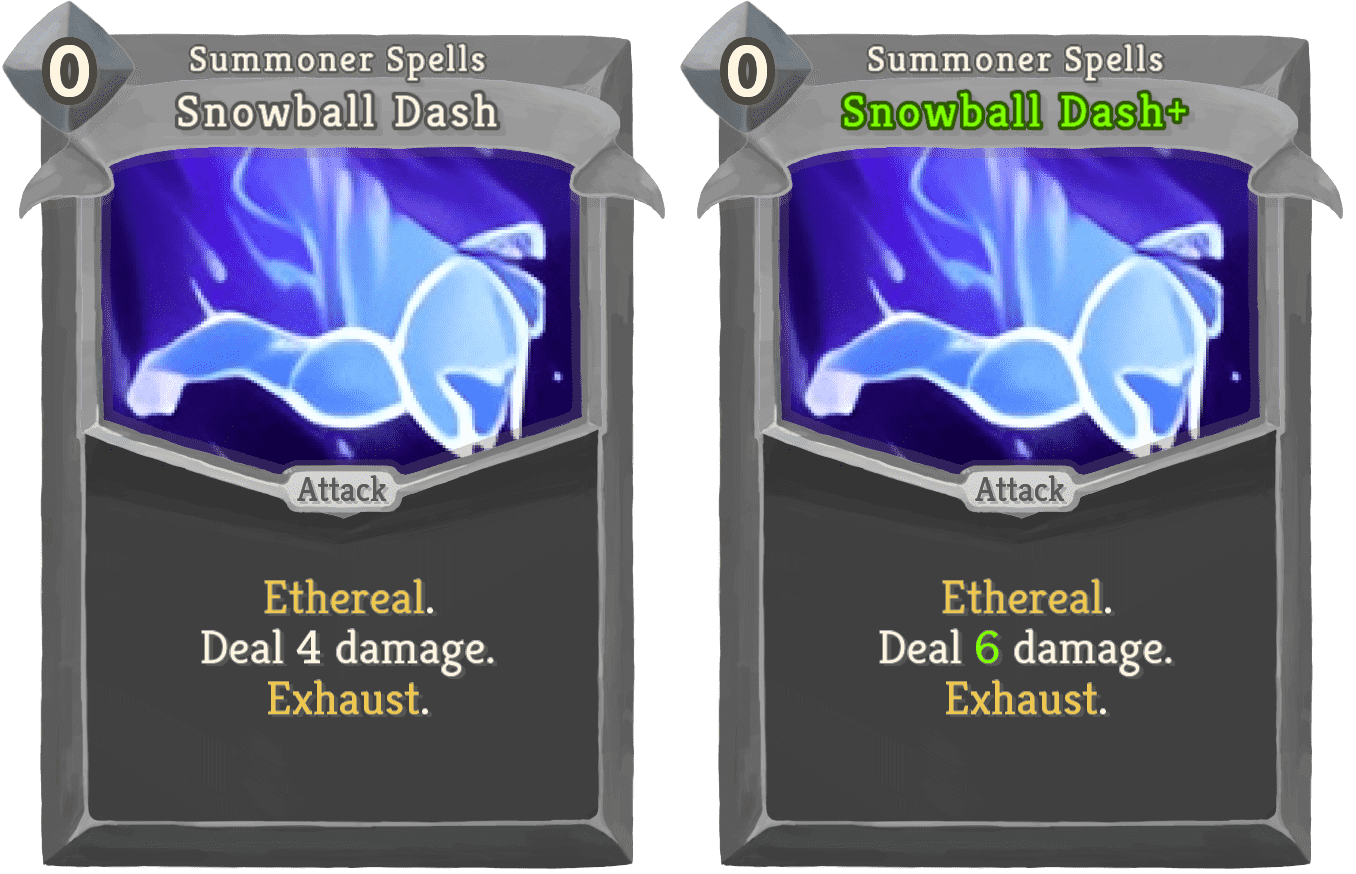 0
Summoner Spells
Snowball Dash
Attack
Ethereal.
Deal 4 damage.
Exhaust.
0
Summoner Spells
Snowball Dash+
Attack
Ethereal.
Deal 6 damage.
Exhaust.